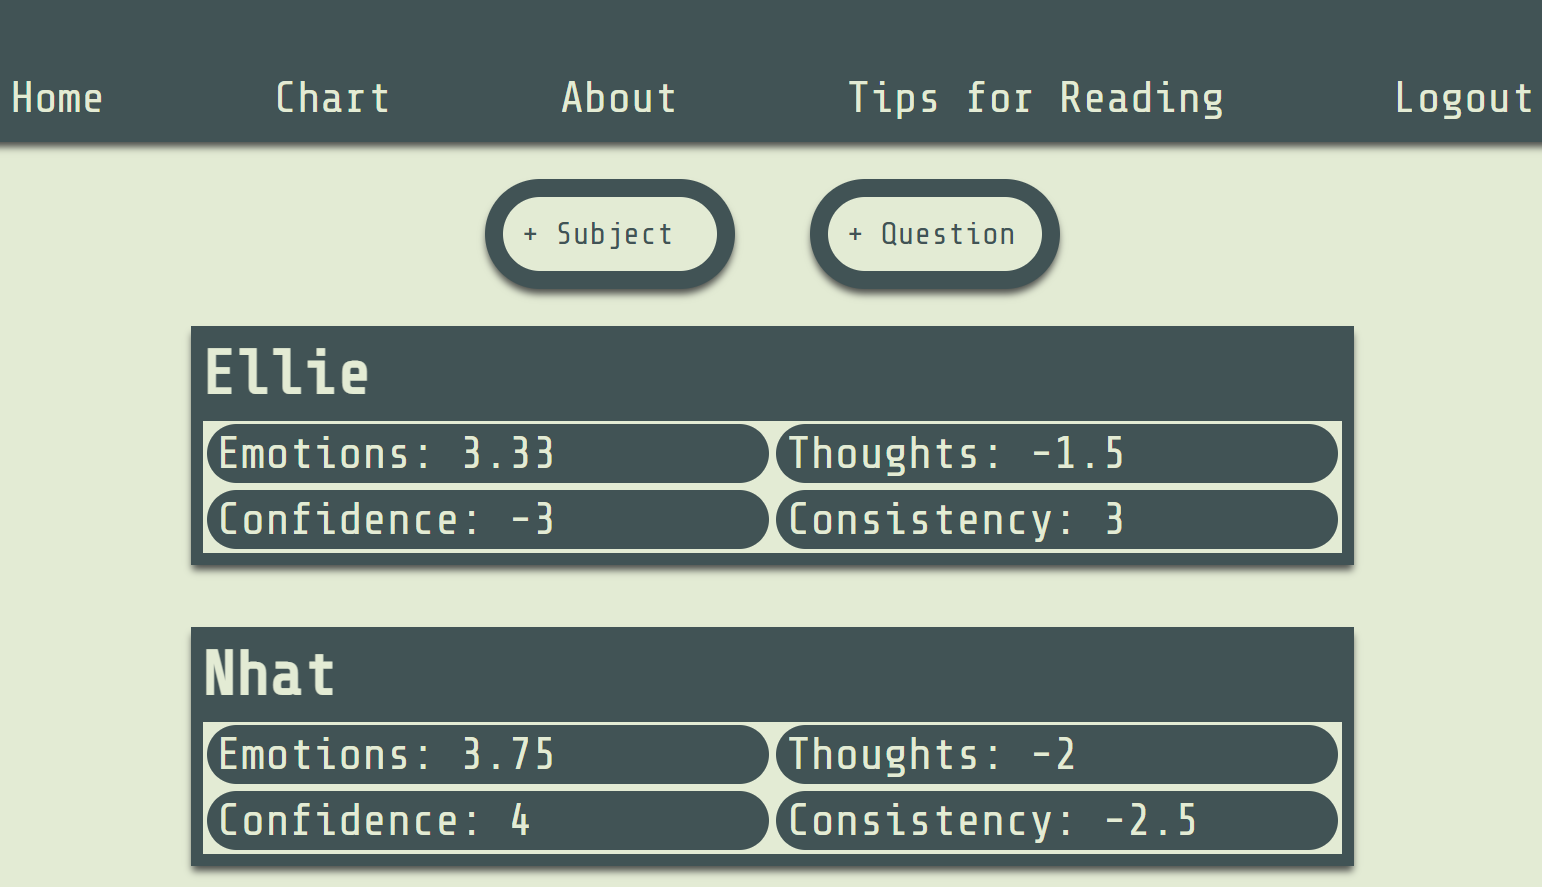 Home Chart About Tips for Reading Logout
+ Subject + Question
Ellie
Emotions: 3.33 Thoughts: -1.5
Confidence: -3 Consistency: 3
Nhat
Emotions: 3.75 Thoughts: -2
Confidence: 4 Consistency: -2.5